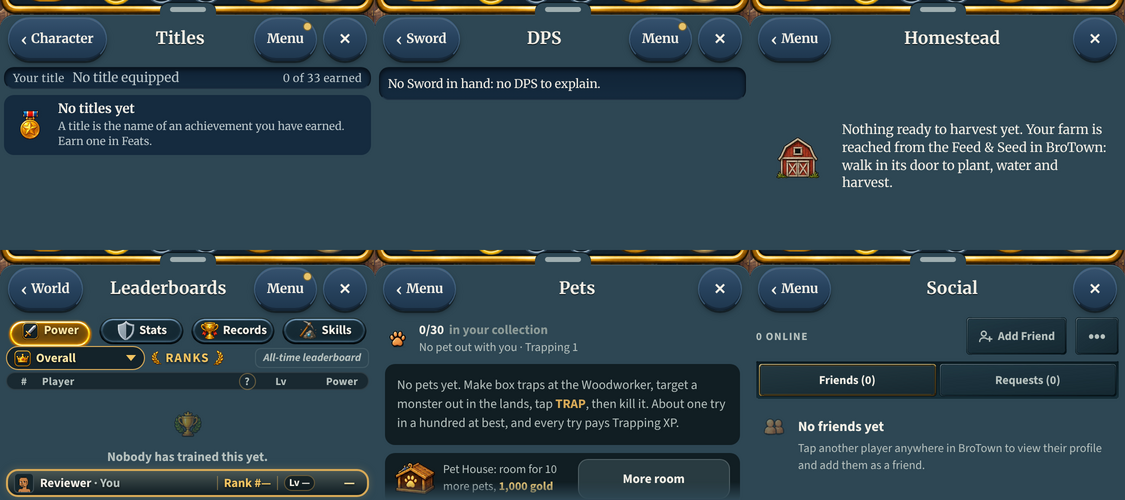 ‹ Character
Titles
Menu
✕
Your title No title equipped
0 of 33 earned
No titles yet
A title is the name of an achievement you have earned.
Earn one in Feats.
‹ Sword
DPS
Menu
✕
No Sword in hand: no DPS to explain.
‹ Menu
Homestead
✕
Nothing ready to harvest yet. Your farm is
reached from the Feed & Seed in BroTown:
walk in its door to plant, water and
harvest.
‹ World
Leaderboards
Menu
✕
Power
Stats
Records
Skills
Overall
RANKS
All-time leaderboard
# Player ? Lv Power
Nobody has trained this yet.
Reviewer · You
Rank #—
Lv —
—
‹ Menu
Pets
✕
0/30 in your collection
No pet out with you · Trapping 1
No pets yet. Make box traps at the Woodworker, target a
monster out in the lands, tap TRAP, then kill it. About one try
in a hundred at best, and every try pays Trapping XP.
Pet House: room for 10
more pets, 1,000 gold
More room
‹ Menu
Social
✕
0 ONLINE
Add Friend
•••
Friends (0)
Requests (0)
No friends yet
Tap another player anywhere in BroTown to view their profile
and add them as a friend.